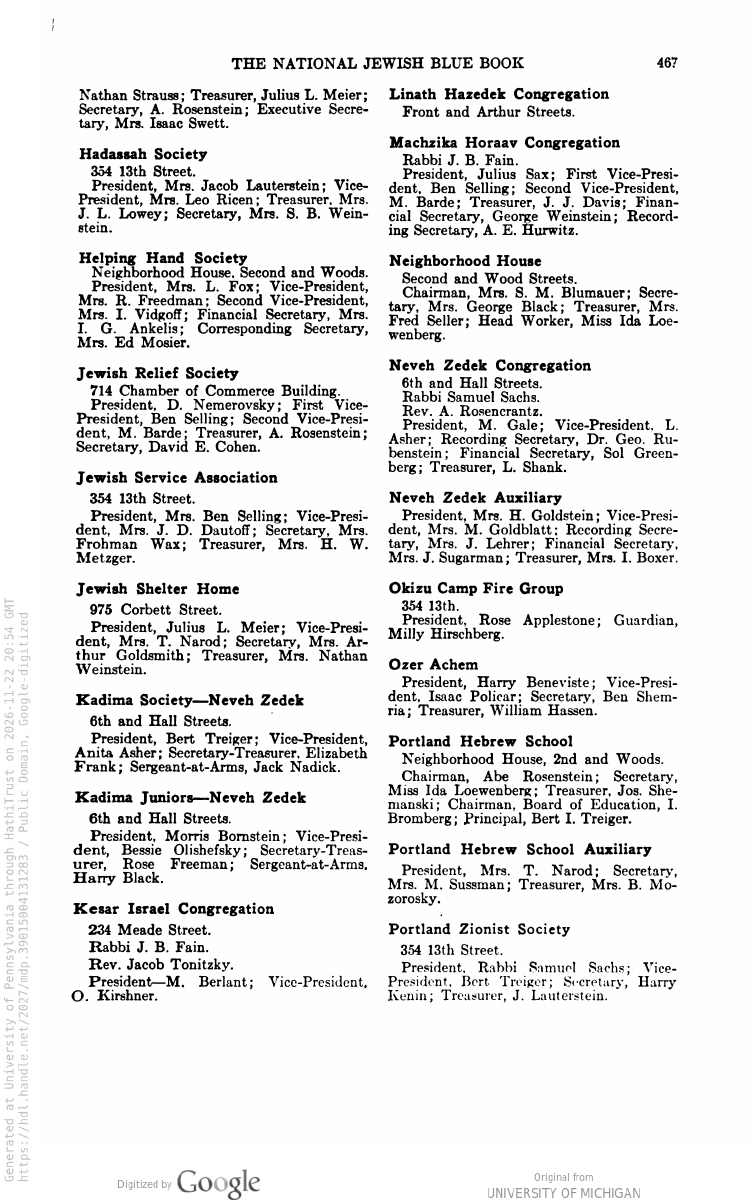 THE NATIONAL JEWISH BLUE BOOK 467
Nathan Strauss; Treasurer, Julius L. Meier;
Secretary, A. Rosenstein; Executive Secre-
tary, Mrs. Isaac Swett.
Hadassah Society
354 13th Street.
President, Mrs. Jacob Lauterstein; Vice-
President, Mrs. Leo Ricen; Treasurer, Mrs.
J. L. Lowey; Secretary, Mrs. S. B. Wein-
stein.
Helping Hand Society
Neighborhood House, Second and Woods.
President, Mrs. L. Fox; Vice-President,
Mrs. R. Freedman; Second Vice-President,
Mrs. I. Vidgoff; Financial Secretary, Mrs.
I. G. Ankelis; Corresponding Secretary,
Mrs. Ed Mosier.
Jewish Relief Society
714 Chamber of Commerce Building.
President, D. Nemerovsky; First Vice-
President, Ben Selling; Second Vice-Presi-
dent, M. Barde; Treasurer, A. Rosenstein;
Secretary, David E. Cohen.
Jewish Service Association
354 13th Street.
President, Mrs. Ben Selling; Vice-Presi-
dent, Mrs. J. D. Dautoff; Secretary, Mrs.
Frohman Wax; Treasurer, Mrs. H. W.
Metzger.
Jewish Shelter Home
975 Corbett Street.
President, Julius L. Meier; Vice-Presi-
dent, Mrs. T. Narod; Secretary, Mrs. Ar-
thur Goldsmith; Treasurer, Mrs. Nathan
Weinstein.
Kadima Society—Neveh Zedek
6th and Hall Streets.
President, Bert Treiger; Vice-President,
Anita Asher; Secretary-Treasurer, Elizabeth
Frank; Sergeant-at-Arms, Jack Nadick.
Kadima Juniors—Neveh Zedek
6th and Hall Streets.
President, Morris Bornstein; Vice-Presi-
dent, Bessie Olishefsky; Secretary-Treas-
urer, Rose Freeman; Sergeant-at-Arms,
Harry Black.
Kesar Israel Congregation
234 Meade Street.
Rabbi J. B. Fain.
Rev. Jacob Tonitzky.
President—M. Berlant; Vice-President,
O. Kirshner.
Linath Hazedek Congregation
Front and Arthur Streets.
Machzika Horaav Congregation
Rabbi J. B. Fain.
President, Julius Sax; First Vice-Presi-
dent, Ben Selling; Second Vice-President,
M. Barde; Treasurer, J. J. Davis; Finan-
cial Secretary, George Weinstein; Record-
ing Secretary, A. E. Hurwitz.
Neighborhood House
Second and Wood Streets.
Chairman, Mrs. S. M. Blumauer; Secre-
tary, Mrs. George Black; Treasurer, Mrs.
Fred Seller; Head Worker, Miss Ida Loe-
wenberg.
Neveh Zedek Congregation
6th and Hall Streets.
Rabbi Samuel Sachs.
Rev. A. Rosencrantz.
President, M. Gale; Vice-President, L.
Asher; Recording Secretary, Dr. Geo. Ru-
benstein; Financial Secretary, Sol Green-
berg; Treasurer, L. Shank.
Neveh Zedek Auxiliary
President, Mrs. H. Goldstein; Vice-Presi-
dent, Mrs. M. Goldblatt; Recording Secre-
tary, Mrs. J. Lehrer; Financial Secretary,
Mrs. J. Sugarman; Treasurer, Mrs. I. Boxer.
Okizu Camp Fire Group
354 13th.
President, Rose Applestone; Guardian,
Milly Hirschberg.
Ozer Achem
President, Harry Beneviste; Vice-Presi-
dent, Isaac Policar; Secretary, Ben Shem-
ria; Treasurer, William Hassen.
Portland Hebrew School
Neighborhood House, 2nd and Woods.
Chairman, Abe Rosenstein; Secretary,
Miss Ida Loewenberg; Treasurer, Jos. She-
manski; Chairman, Board of Education, I.
Bromberg; Principal, Bert I. Treiger.
Portland Hebrew School Auxiliary
President, Mrs. T. Narod; Secretary,
Mrs. M. Sussman; Treasurer, Mrs. B. Mo-
zorosky.
Portland Zionist Society
354 13th Street.
President, Rabbi Samuel Sachs; Vice-
President, Bert Treiger; Secretary, Harry
Kenin; Treasurer, J. Lauterstein.
Generated at University of Pennsylvania through HathiTrust on 2026-11-22 20:54 GMT
https://hdl.handle.net/2027/mdp.39015004131283 / Public Domain, Google-digitized
Digitized by Google
Original from
UNIVERSITY OF MICHIGAN